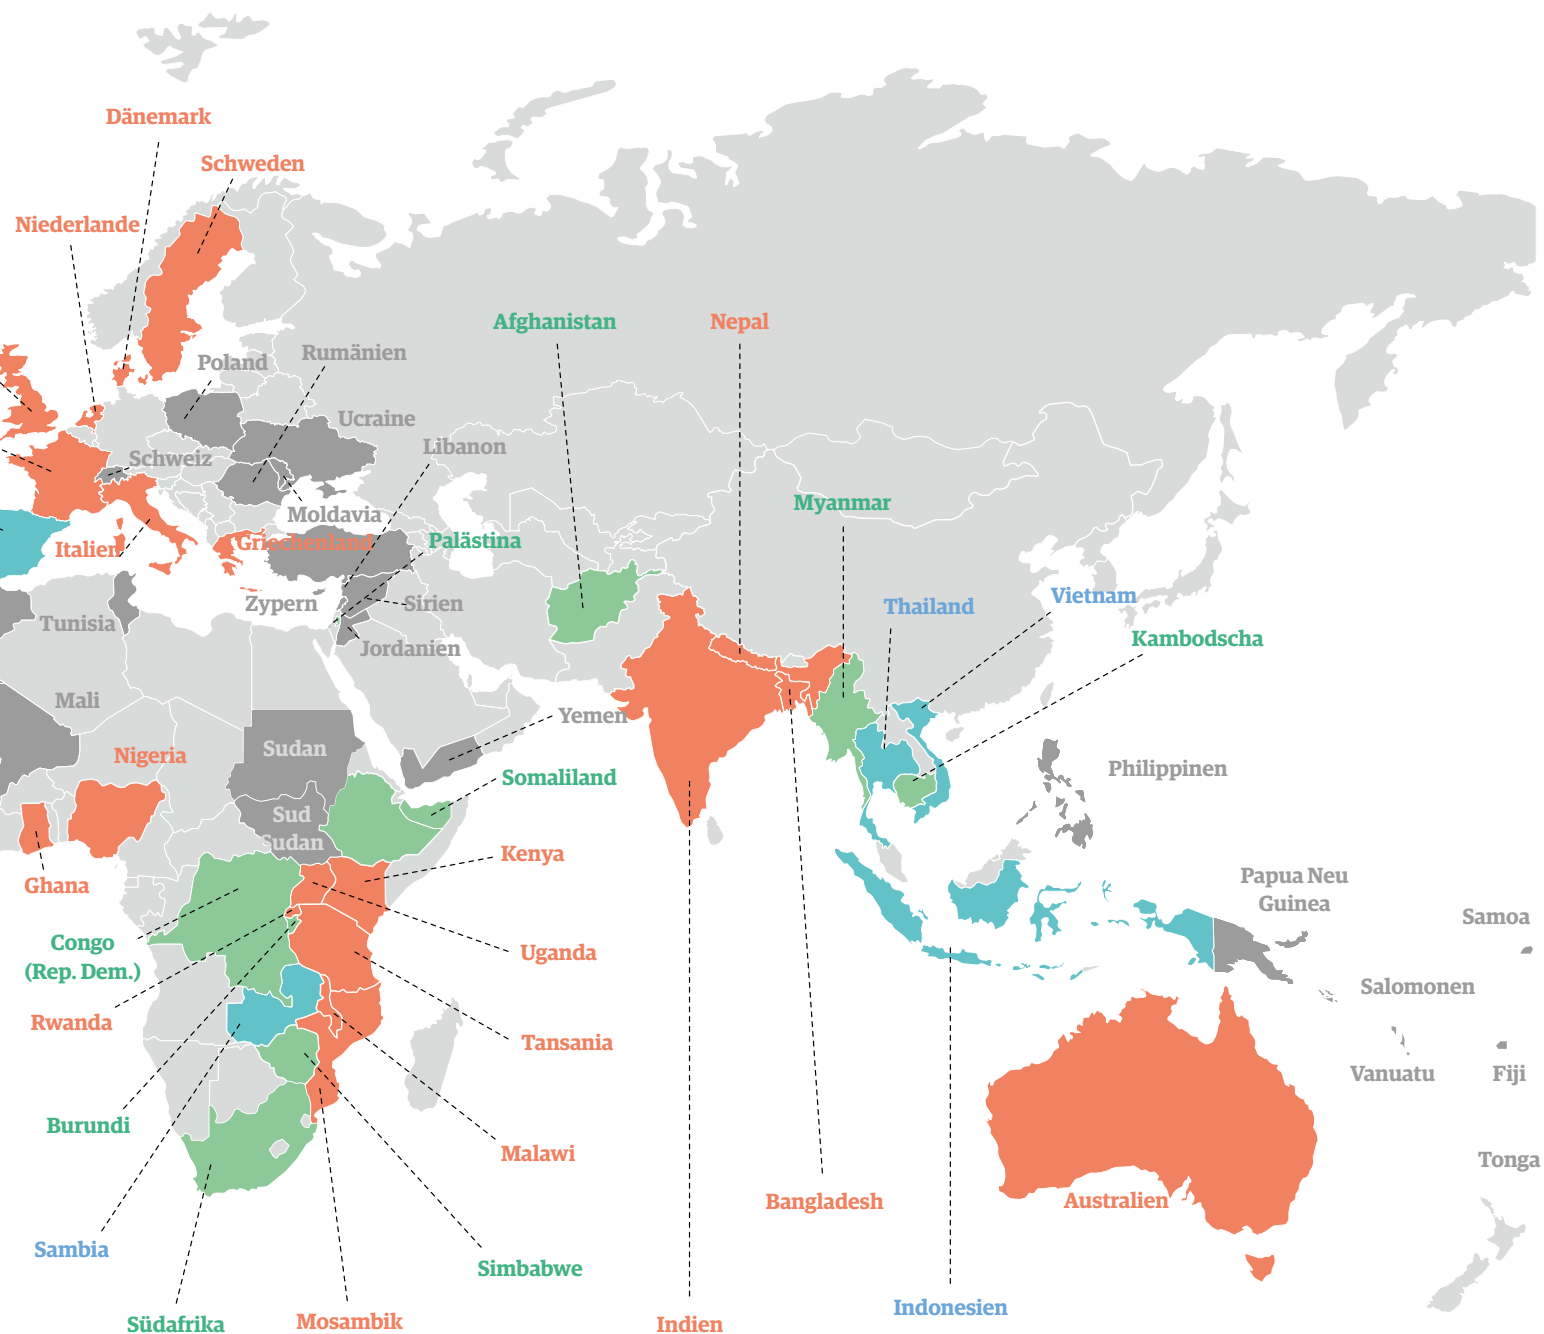 Dänemark
Schweden
Niederlande
Afghanistan
Nepal
Rumänien
Poland
Ucraine
Libanon
Schweiz
Myanmar
Moldavia
Griechenland
Palästina
Italien
Zypern
Sirien
Thailand
Vietnam
Tunisia
Kambodscha
Jordanien
Mali
Yemen
Sudan
Nigeria
Philippinen
Somaliland
Sud
Sudan
Kenya
Ghana
Papua Neu
Guinea
Samoa
Congo
(Rep. Dem.)
Uganda
Salomonen
Rwanda
Tansania
Vanuatu
Fiji
Burundi
Malawi
Tonga
Bangladesh
Australien
Sambia
Simbabwe
Indonesien
Südafrika
Mosambik
Indien